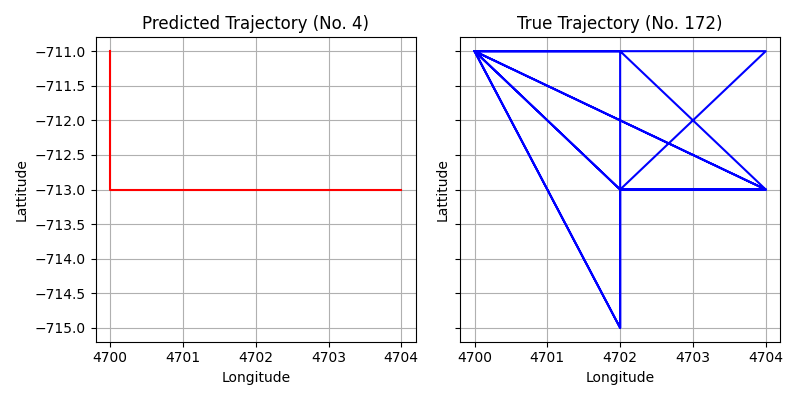 Predicted Trajectory (No. 4)
−711.0
−711.5
−712.0
−712.5
−713.0
−713.5
−714.0
−714.5
−715.0
Lattitude
4700 4701 4702 4703 4704
Longitude
True Trajectory (No. 172)
Lattitude
4700 4701 4702 4703 4704
Longitude